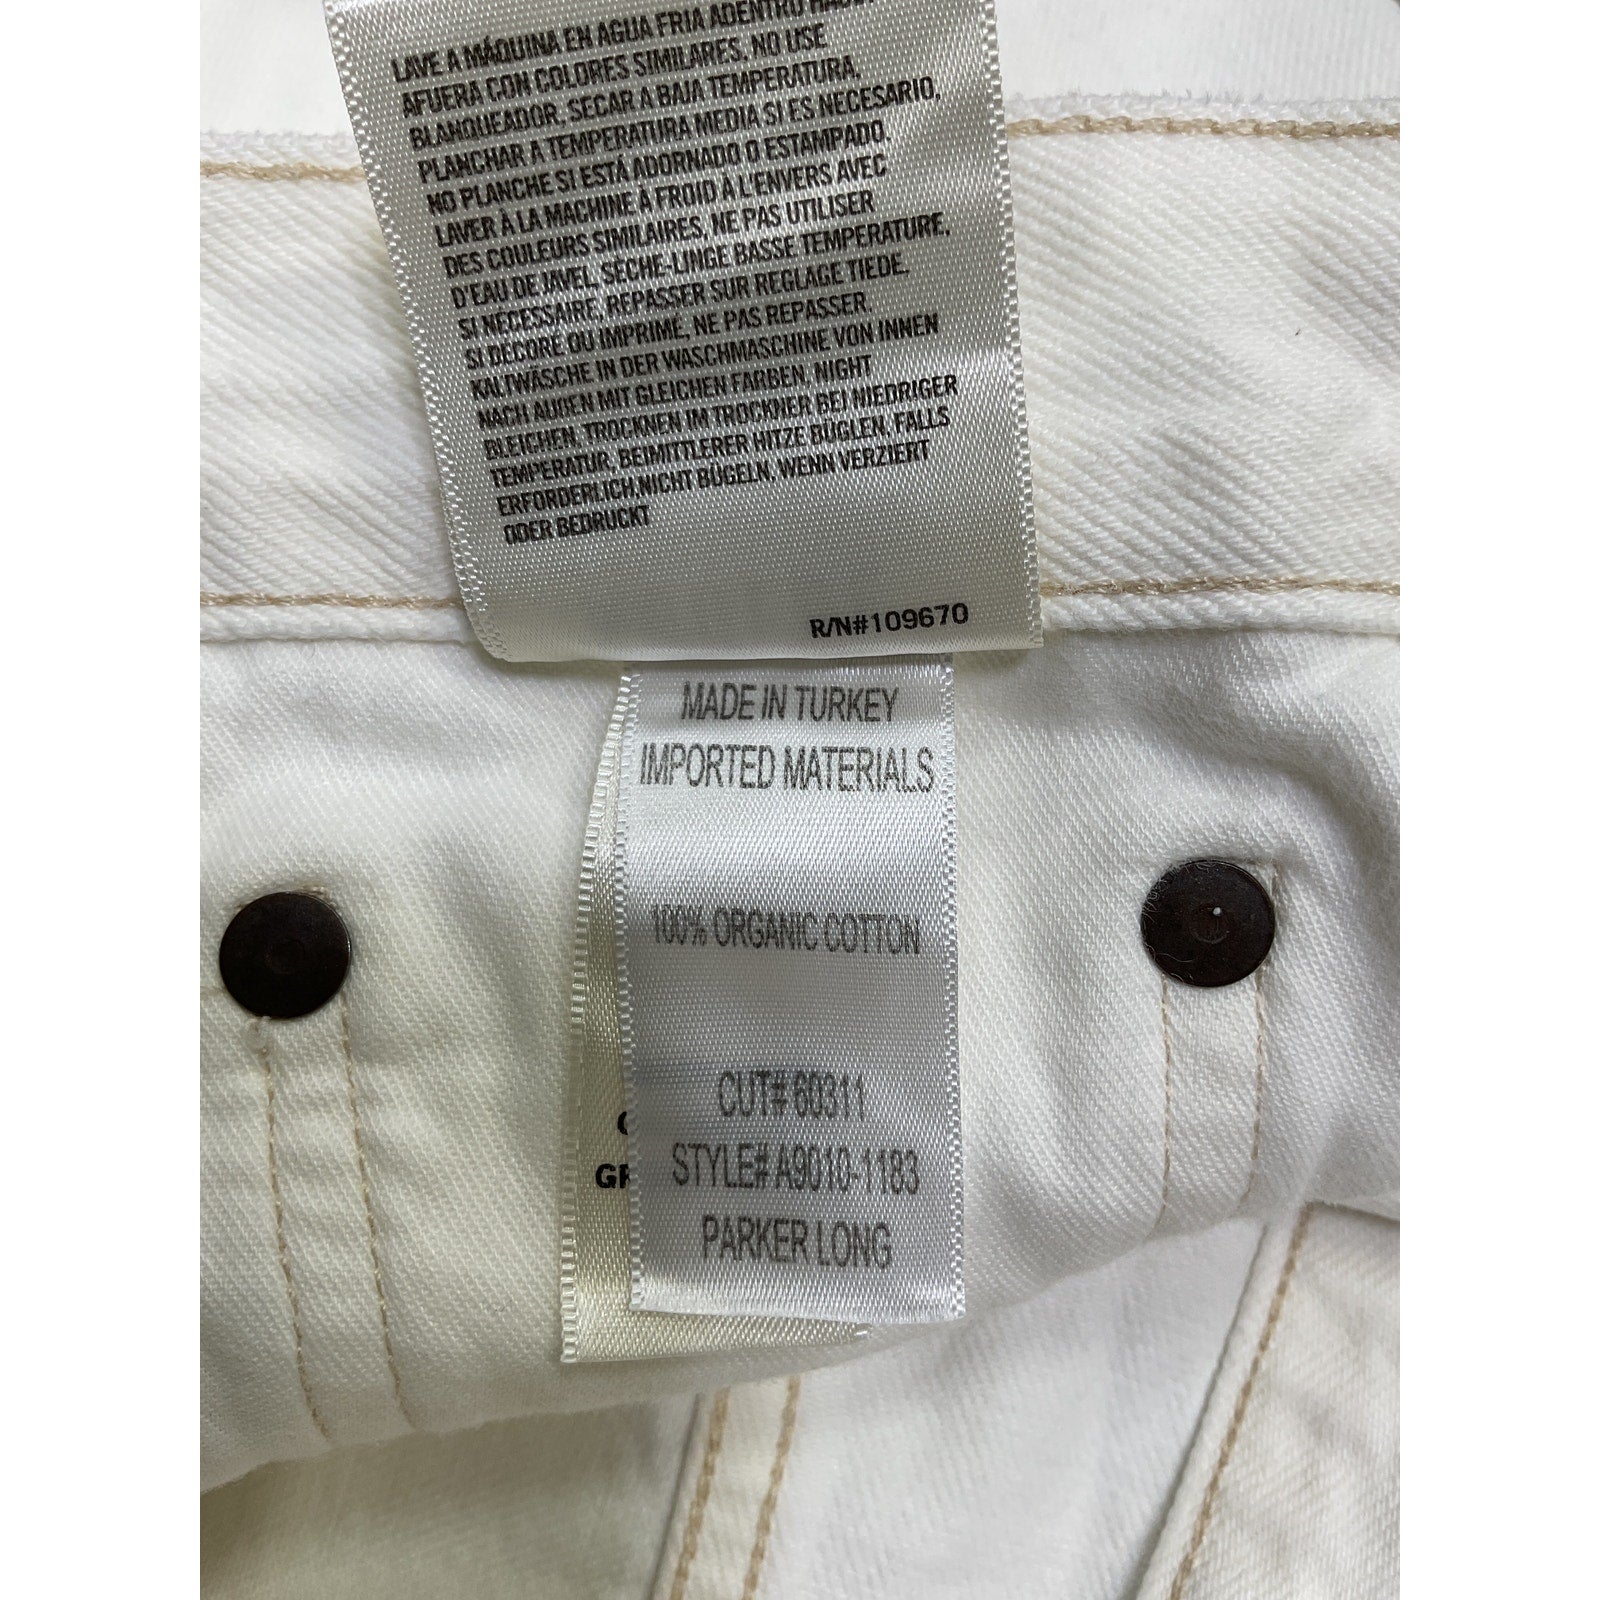 LAVE A MÁQUINA EN AGUA FRIA ADENTRO
AFUERA CON COLORES SIMILARES, NO USE
BLANQUEADOR. SECAR A BAJA TEMPERATURA.
PLANCHAR A TEMPERATURA MEDIA SI ES NECESARIO,
NO PLANCHE SI ESTÁ ADORNADO O ESTAMPADO.
LAVER À LA MACHINE À FROID À L'ENVERS AVEC
DES COULEURS SIMILAIRES, NE PAS UTILISER
D'EAU DE JAVEL, SÈCHE-LINGE BASSE TEMPERATURE,
SI NECESSAIRE, REPASSER SUR REGLAGE TIEDE.
SI DECORE OU IMPRIME, NE PAS REPASSER.
KALTWÄSCHE IN DER WASCHMASCHINE VON INNEN
NACH AUßEN MIT GLEICHEN FARBEN, NIGHT
BLEICHEN, TROCKNEN IM TROCKNER BEI NIEDRIGER
TEMPERATUR, BEIMITTLERER HITZE BÜGLEN, FALLS
ERFORDERLICH.NICHT BÜGELN, WENN VERZIERT
ODER BEDRUCKT
R/N#109670
MADE IN TURKEY
IMPORTED MATERIALS
100% ORGANIC COTTON
CUT# 60311
STYLE# A9010-1183
PARKER LONG